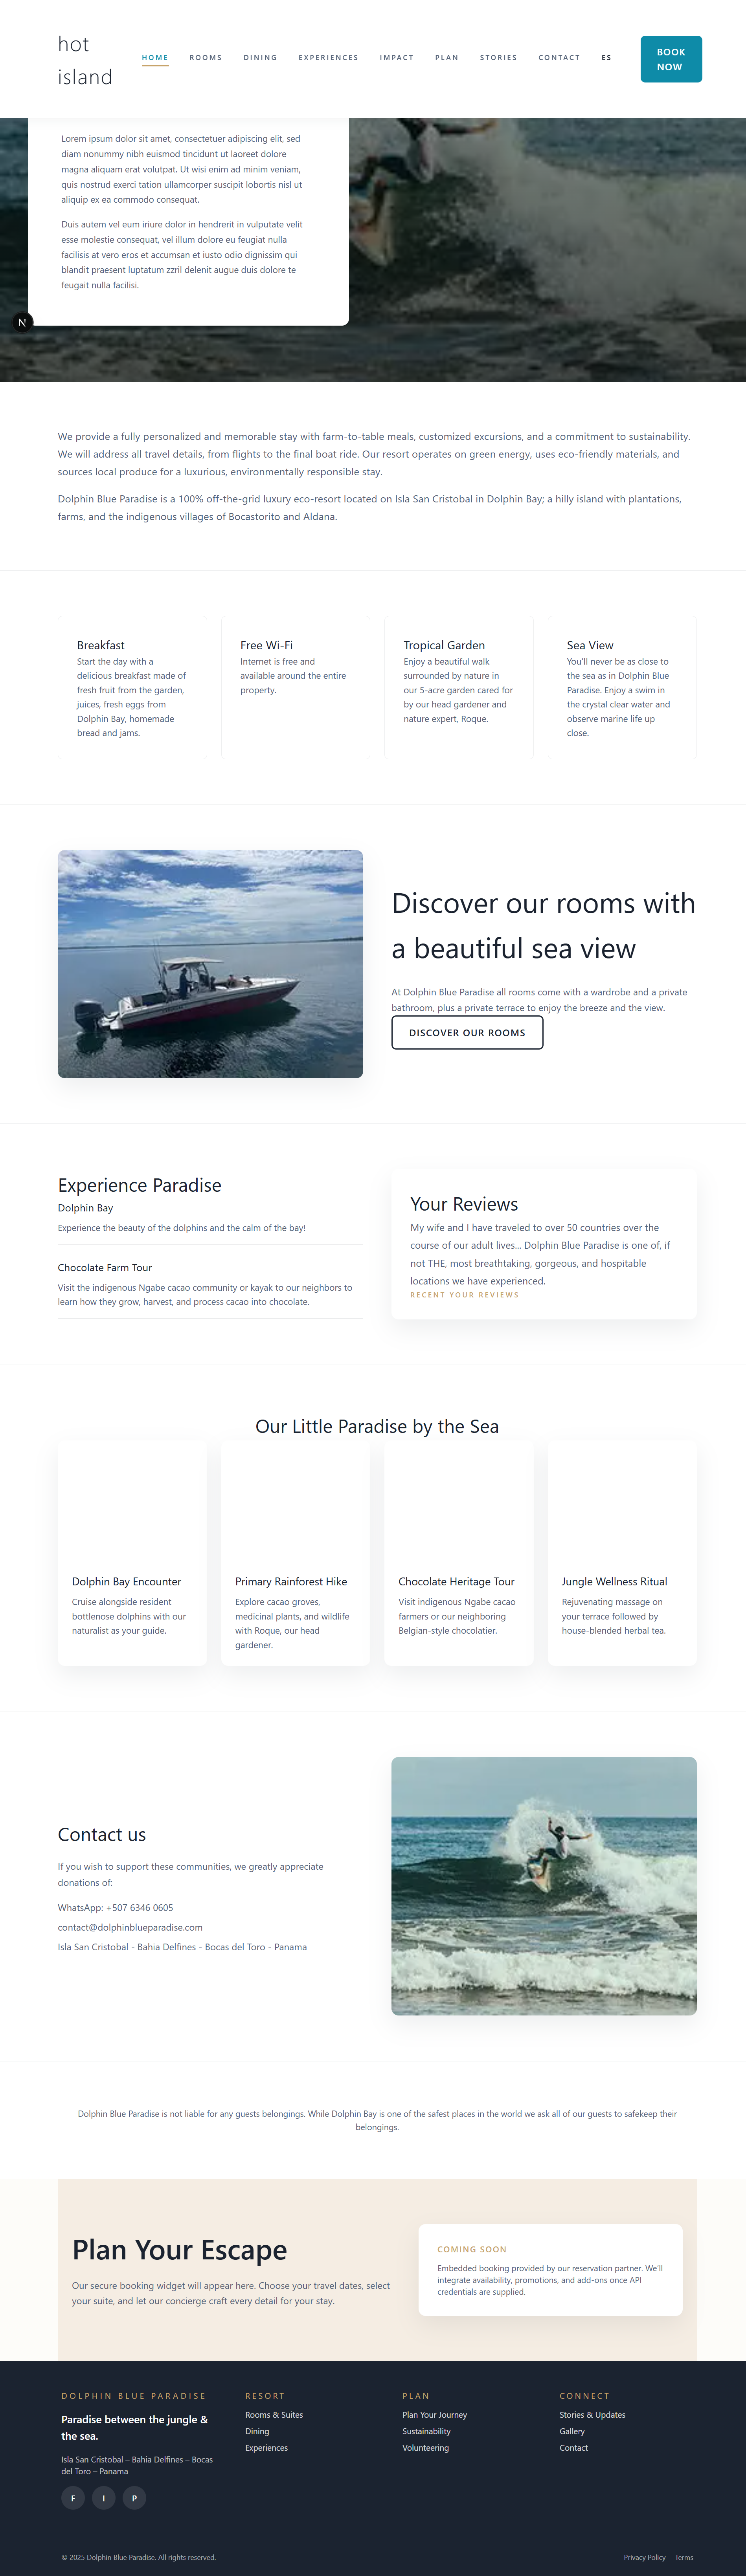 hot
island
HOME
ROOMS
DINING
EXPERIENCES
IMPACT
PLAN
STORIES
CONTACT
ES
BOOK
NOW
Lorem ipsum dolor sit amet, consectetuer adipiscing elit, sed
diam nonummy nibh euismod tincidunt ut laoreet dolore
magna aliquam erat volutpat. Ut wisi enim ad minim veniam,
quis nostrud exerci tation ullamcorper suscipit lobortis nisl ut
aliquip ex ea commodo consequat.
Duis autem vel eum iriure dolor in hendrerit in vulputate velit
esse molestie consequat, vel illum dolore eu feugiat nulla
facilisis at vero eros et accumsan et iusto odio dignissim qui
blandit praesent luptatum zzril delenit augue duis dolore te
feugait nulla facilisi.
N
We provide a fully personalized and memorable stay with farm-to-table meals, customized excursions, and a commitment to sustainability.
We will address all travel details, from flights to the final boat ride. Our resort operates on green energy, uses eco-friendly materials, and
sources local produce for a luxurious, environmentally responsible stay.
Dolphin Blue Paradise is a 100% off-the-grid luxury eco-resort located on Isla San Cristobal in Dolphin Bay; a hilly island with plantations,
farms, and the indigenous villages of Bocastorito and Aldana.
Breakfast
Start the day with a
delicious breakfast made of
fresh fruit from the garden,
juices, fresh eggs from
Dolphin Bay, homemade
bread and jams.
Free Wi-Fi
Internet is free and
available around the entire
property.
Tropical Garden
Enjoy a beautiful walk
surrounded by nature in
our 5-acre garden cared for
by our head gardener and
nature expert, Roque.
Sea View
You'll never be as close to
the sea as in Dolphin Blue
Paradise. Enjoy a swim in
the crystal clear water and
observe marine life up
close.
Discover our rooms with
a beautiful sea view
At Dolphin Blue Paradise all rooms come with a wardrobe and a private
bathroom, plus a private terrace to enjoy the breeze and the view.
DISCOVER OUR ROOMS
Experience Paradise
Dolphin Bay
Experience the beauty of the dolphins and the calm of the bay!
Chocolate Farm Tour
Visit the indigenous Ngabe cacao community or kayak to our neighbors to
learn how they grow, harvest, and process cacao into chocolate.
Your Reviews
My wife and I have traveled to over 50 countries over the
course of our adult lives... Dolphin Blue Paradise is one of, if
not THE, most breathtaking, gorgeous, and hospitable
locations we have experienced.
RECENT YOUR REVIEWS
Our Little Paradise by the Sea
Dolphin Bay Encounter
Cruise alongside resident
bottlenose dolphins with our
naturalist as your guide.
Primary Rainforest Hike
Explore cacao groves,
medicinal plants, and wildlife
with Roque, our head
gardener.
Chocolate Heritage Tour
Visit indigenous Ngabe cacao
farmers or our neighboring
Belgian-style chocolatier.
Jungle Wellness Ritual
Rejuvenating massage on
your terrace followed by
house-blended herbal tea.
Contact us
If you wish to support these communities, we greatly appreciate
donations of:
WhatsApp: +507 6346 0605
contact@dolphinblueparadise.com
Isla San Cristobal - Bahia Delfines - Bocas del Toro - Panama
Dolphin Blue Paradise is not liable for any guests belongings. While Dolphin Bay is one of the safest places in the world we ask all of our guests to safekeep their
belongings.
Plan Your Escape
Our secure booking widget will appear here. Choose your travel dates, select
your suite, and let our concierge craft every detail for your stay.
COMING SOON
Embedded booking provided by our reservation partner. We'll
integrate availability, promotions, and add-ons once API
credentials are supplied.
DOLPHIN BLUE PARADISE
Paradise between the jungle &
the sea.
Isla San Cristobal – Bahia Delfines – Bocas
del Toro – Panama
F
I
P
RESORT
Rooms & Suites
Dining
Experiences
PLAN
Plan Your Journey
Sustainability
Volunteering
CONNECT
Stories & Updates
Gallery
Contact
© 2025 Dolphin Blue Paradise. All rights reserved.
Privacy Policy
Terms